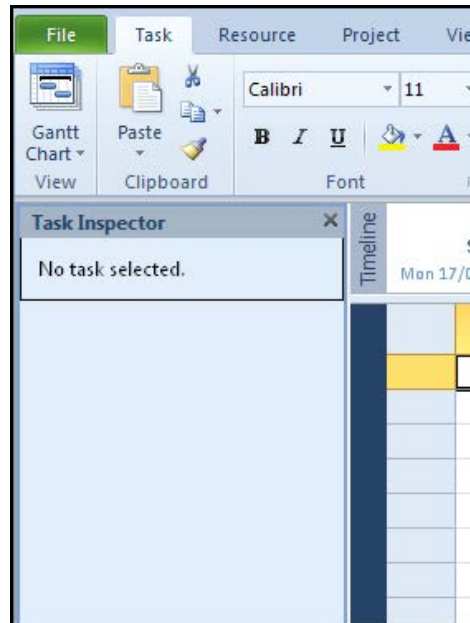 File Task Resource Project Vie
Calibri 11
Gantt Chart
Paste
B I U A
View Clipboard Font
Task Inspector
No task selected.
Timeline
S
Mon 17/0